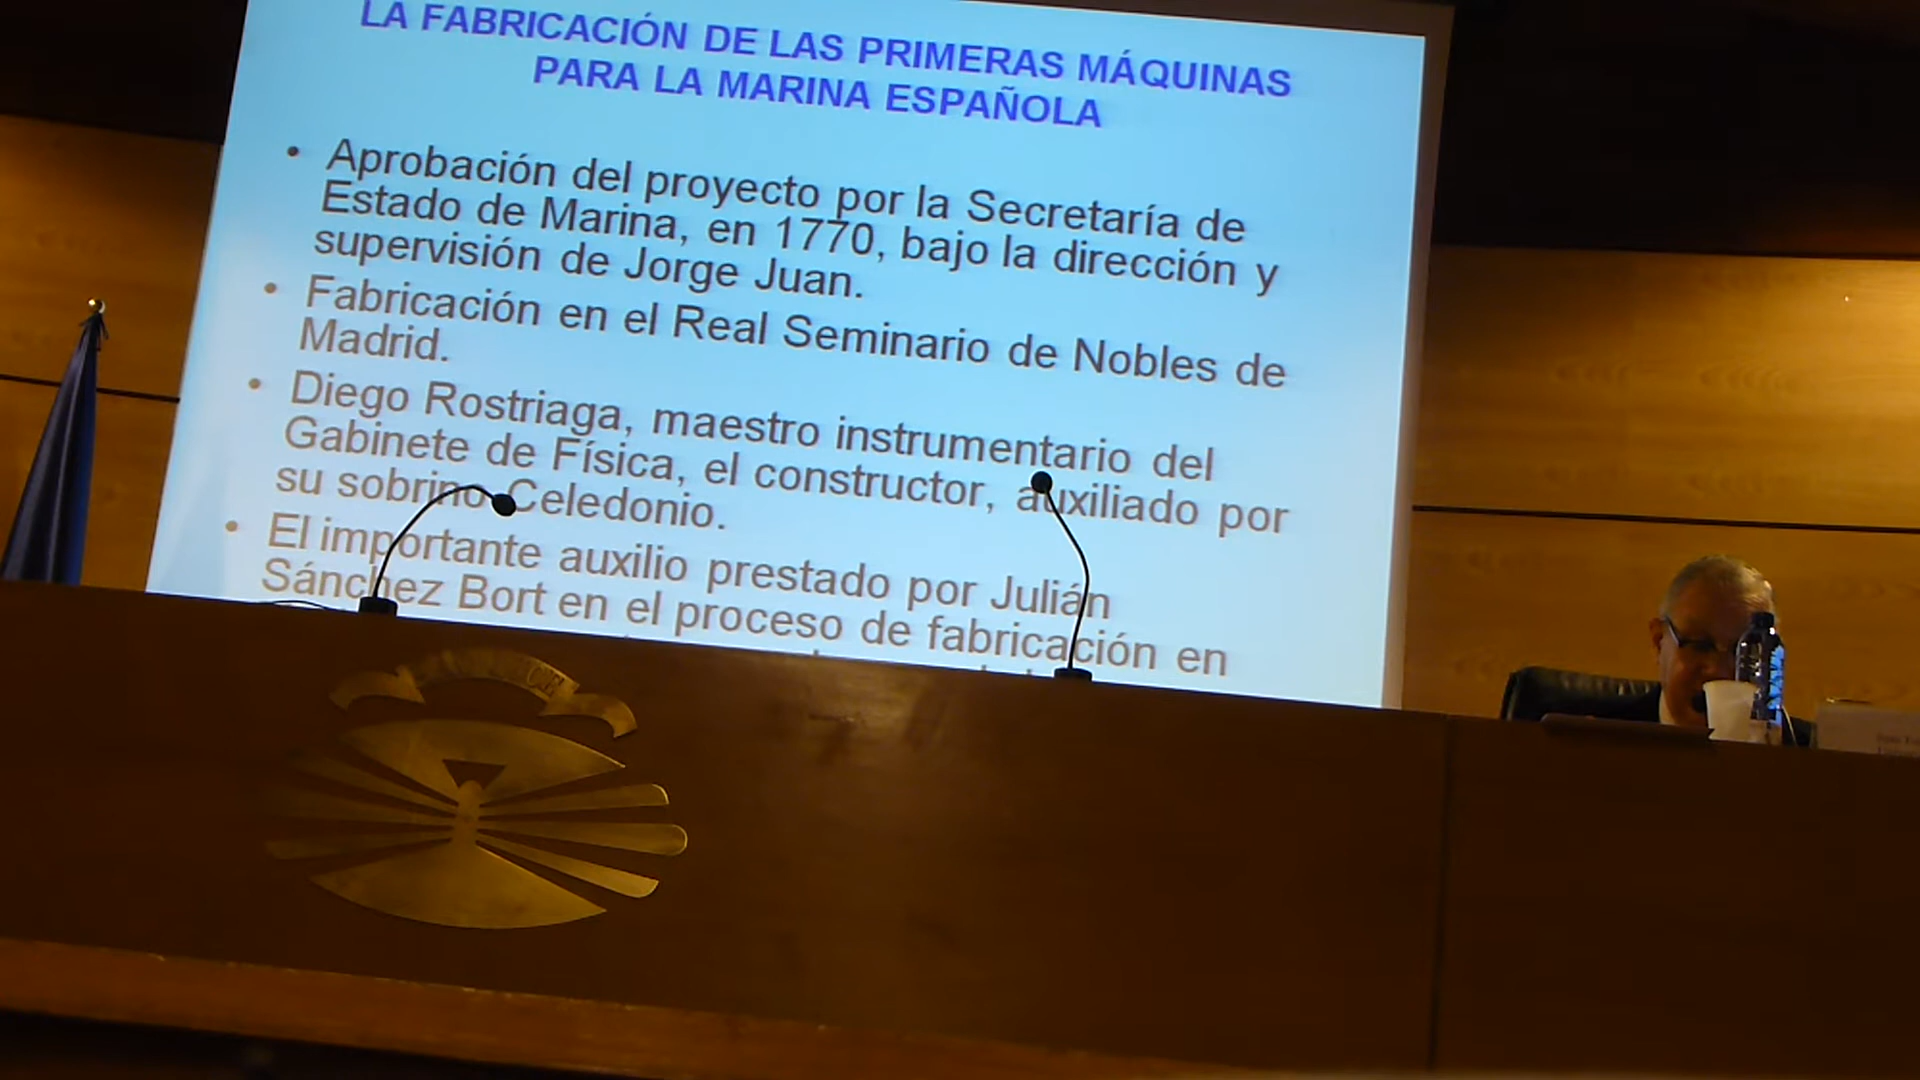 LA FABRICACIÓN DE LAS PRIMERAS MÁQUINAS
PARA LA MARINA ESPAÑOLA
• Aprobación del proyecto por la Secretaría de
Estado de Marina, en 1770, bajo la dirección y
supervisión de Jorge Juan.
• Fabricación en el Real Seminario de Nobles de
Madrid.
• Diego Rostriaga, maestro instrumentario del
Gabinete de Física, el constructor, auxiliado por
su sobrino Celedonio.
• El importante auxilio prestado por Julián
Sánchez Bort en el proceso de fabricación en